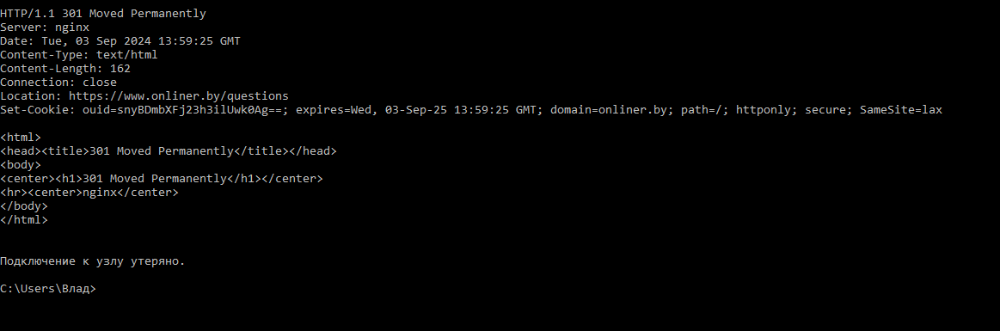 HTTP/1.1 301 Moved Permanently
Server: nginx
Date: Tue, 03 Sep 2024 13:59:25 GMT
Content-Type: text/html
Content-Length: 162
Connection: close
Location: https://www.onliner.by/questions
Set-Cookie: ouid=snyBDmbXFj23h3ilUwk0Ag==; expires=Wed, 03-Sep-25 13:59:25 GMT; domain=onliner.by; path=/; httponly; secure; SameSite=lax
<html>
<head><title>301 Moved Permanently</title></head>
<body>
<center><h1>301 Moved Permanently</h1></center>
<hr><center>nginx</center>
</body>
</html>
Подключение к узлу утеряно.
C:\Users\Влад>